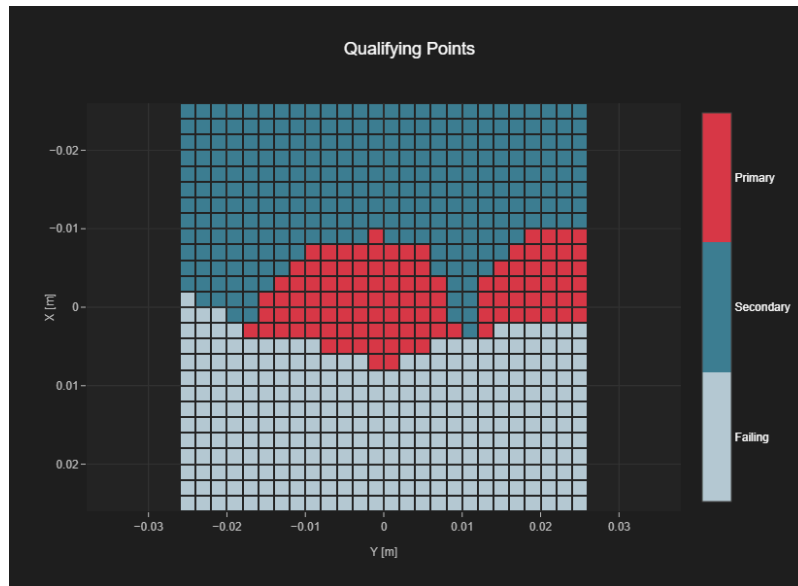 Qualifying Points
−0.02
−0.01
0
0.01
0.02
X [m]
−0.03
−0.02
−0.01
0
0.01
0.02
0.03
Y [m]
Primary
Secondary
Failing